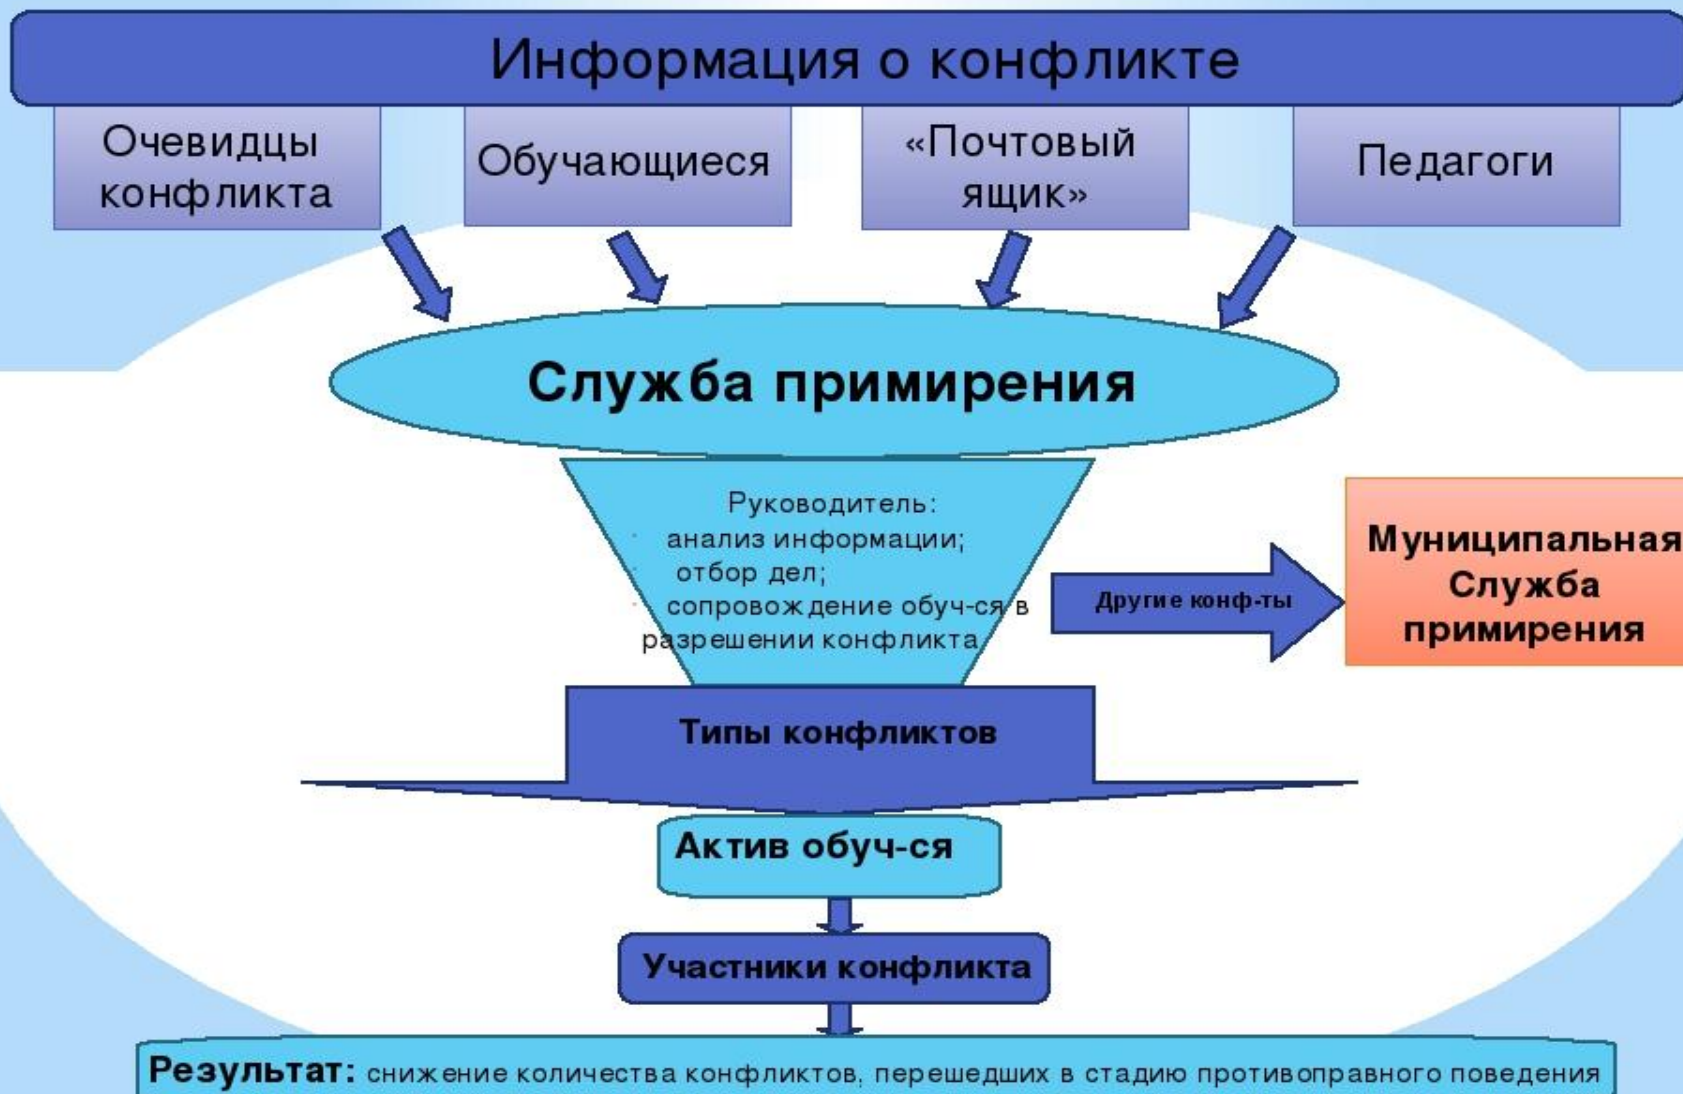 Информация о конфликте
Очевидцы
конфликта
Обучающиеся
«Почтовый
ящик»
Педагоги
Служба примирения
Руководитель:
анализ информации;
отбор дел;
сопровождение обуч-ся в
разрешении конфликта
Другие конф-ты
Муниципальная
Служба
примирения
Типы конфликтов
Актив обуч-ся
Участники конфликта
Результат: снижение количества конфликтов, перешедших в стадию противоправного поведения